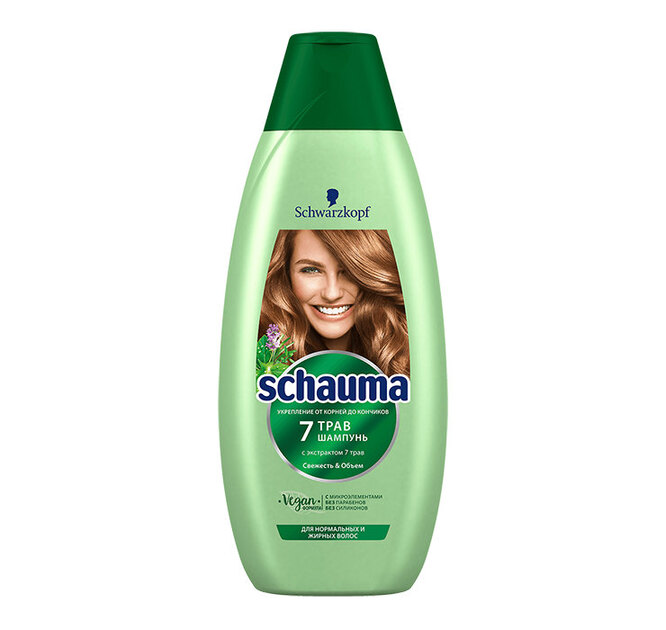 Schwarzkopf
schauma
УКРЕПЛЕНИЕ ОТ КОРНЕЙ ДО КОНЧИКОВ
7 ТРАВ
ШАМПУНЬ
с экстрактом 7 трав
Свежесть & Объем
Vegan
ФОРМУЛА
С МИКРОЭЛЕМЕНТАМИ
БЕЗ ПАРАБЕНОВ
БЕЗ СИЛИКОНОВ
ДЛЯ НОРМАЛЬНЫХ И
ЖИРНЫХ ВОЛОС